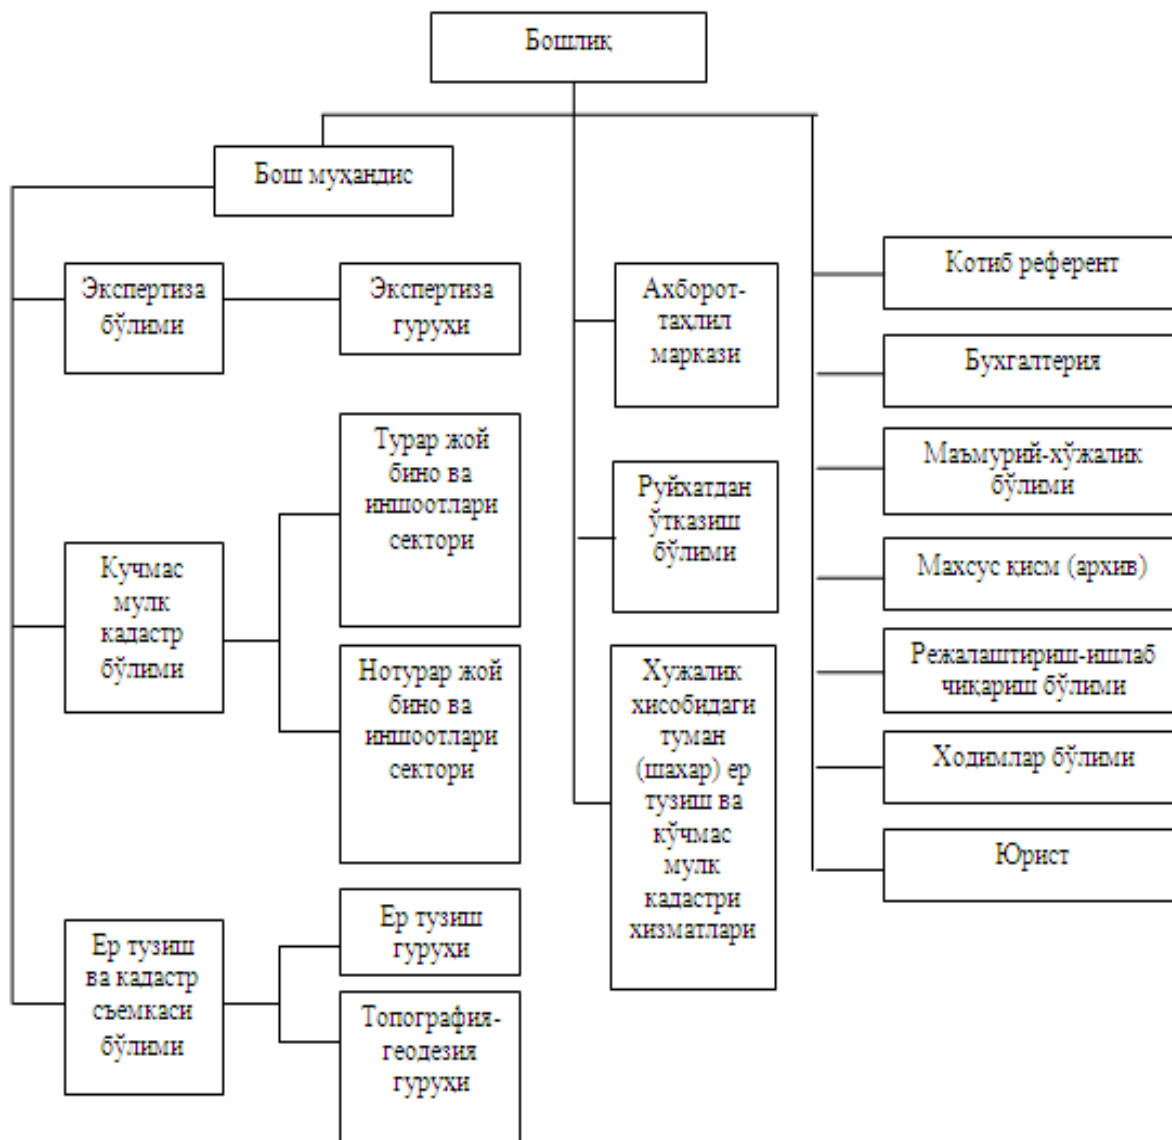 Бошлиқ
Бош муҳандис
Экспертиза
бўлими
Экспертиза
гуруҳи
Кучмас
мулк
кадастр
бўлими
Турар жой
бино ва
иншоотлари
сектори
Нотурар жой
бино ва
иншоотлари
сектори
Ер тузиш
ва кадастр
съемкаси
бўлими
Ер тузиш
гуруҳи
Топография-
геодезия
гуруҳи
Ахборот-
таҳлил
маркази
Руйхатдан
ўтказиш
бўлими
Хужалик
хисобидаги
туман
(шахар) ер
тузиш ва
кўчмас
мулк
кадастри
хизматлари
Котиб референт
Бухгалтерия
Маъмурий-хўжалик
бўлими
Махсус қисм (архив)
Режалаштириш-ишлаб
чиқариш бўлими
Ходимлар бўлими
Юрист